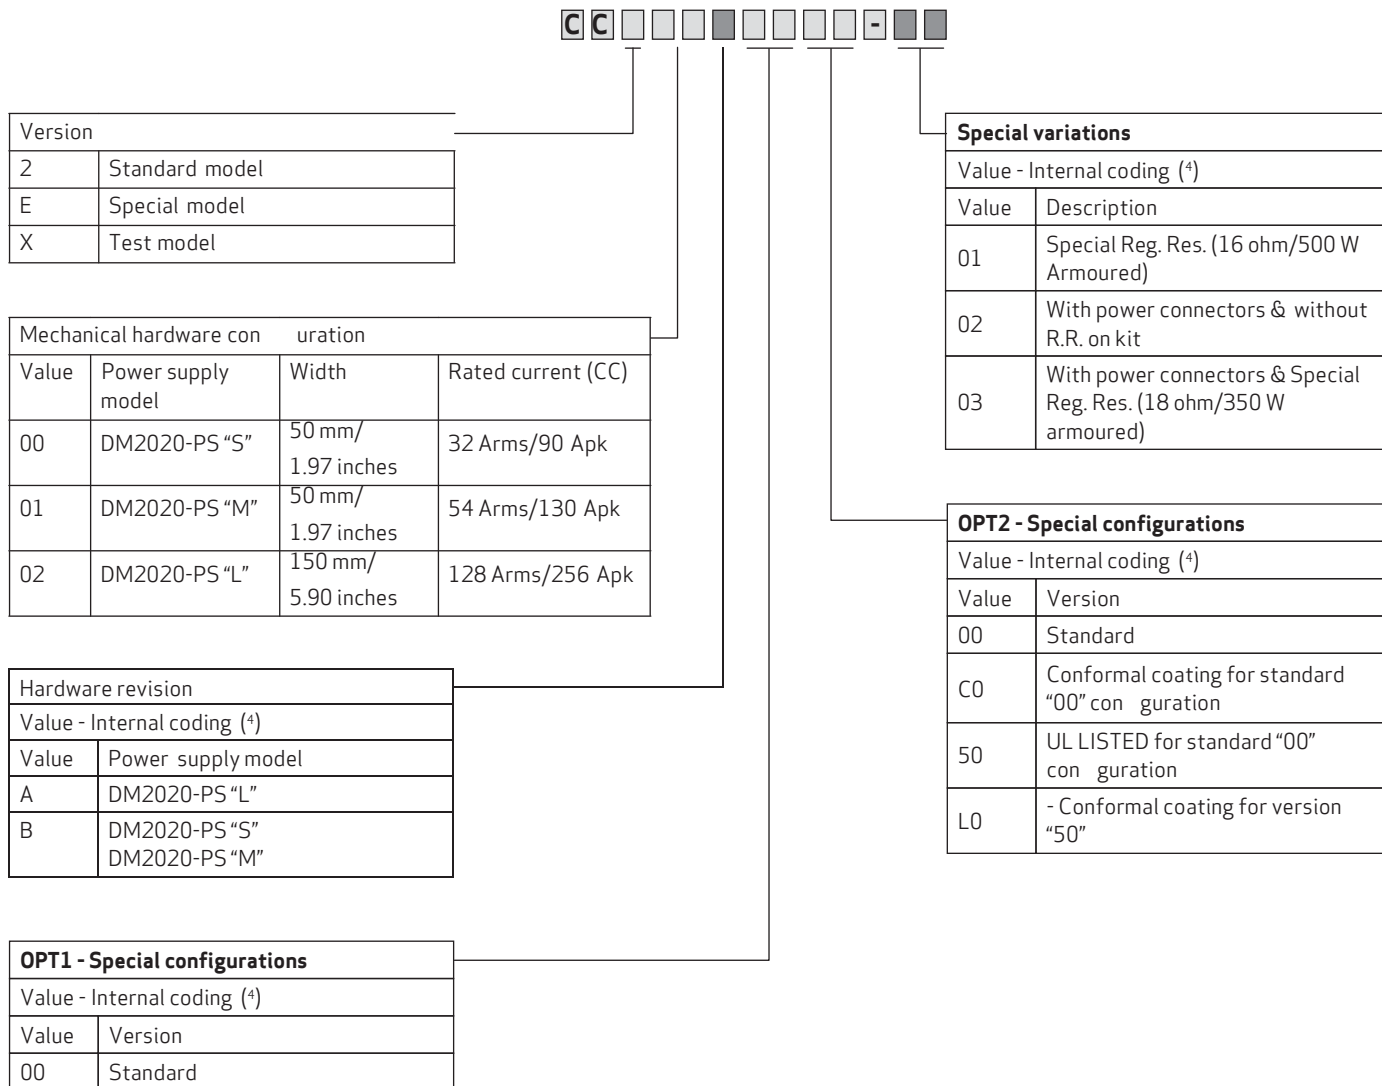 CC -
Version
2 Standard model
E Special model
X Test model
Mechanical hardware con uration
Value Power supply model Width Rated current (CC)
00 DM2020-PS “S” 50 mm/ 1.97 inches 32 Arms/90 Apk
01 DM2020-PS “M” 50 mm/ 1.97 inches 54 Arms/130 Apk
02 DM2020-PS “L” 150 mm/ 5.90 inches 128 Arms/256 Apk
Hardware revision
Value - Internal coding (⁴)
Value Power supply model
A DM2020-PS “L”
B DM2020-PS “S”
DM2020-PS “M”
OPT1 - Special configurations
Value - Internal coding (⁴)
Value Version
00 Standard
Special variations
Value - Internal coding (⁴)
Value Description
01 Special Reg. Res. (16 ohm/500 W
Armoured)
02 With power connectors & without
R.R. on kit
03 With power connectors & Special
Reg. Res. (18 ohm/350 W
armoured)
OPT2 - Special configurations
Value - Internal coding (⁴)
Value Version
00 Standard
C0 Conformal coating for standard
“00” con guration
50 UL LISTED for standard “00”
con guration
L0 - Conformal coating for version
“50”